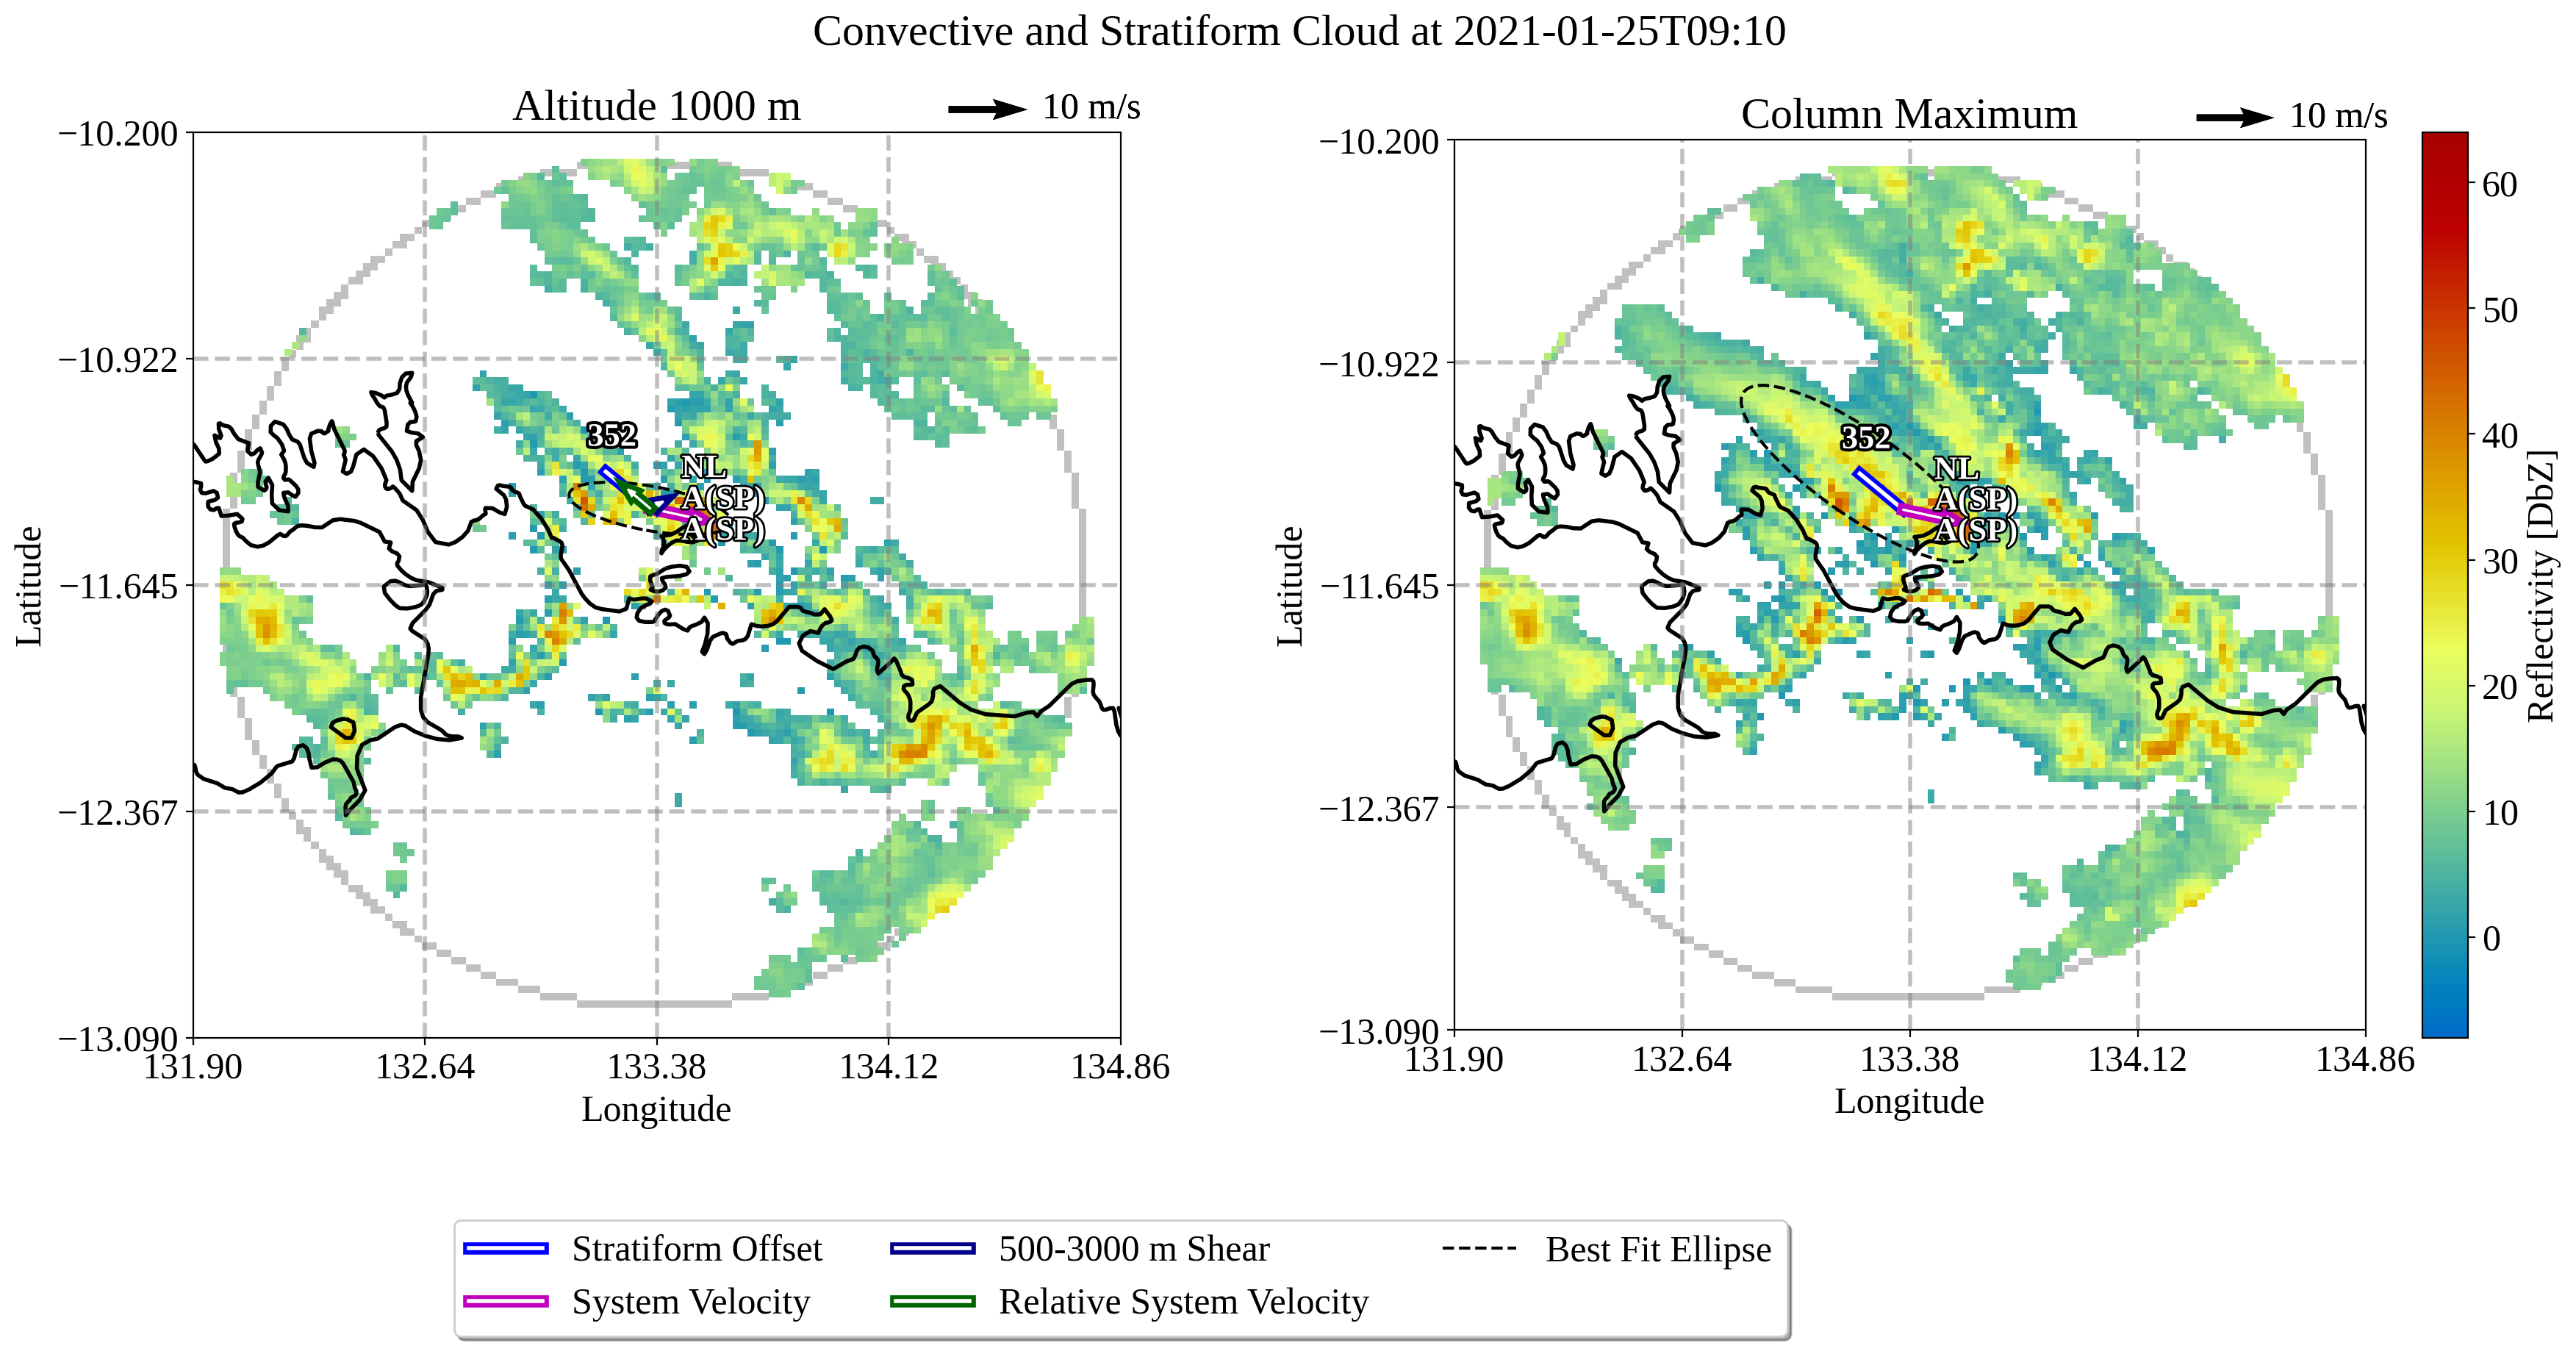 Convective and Stratiform Cloud at 2021-01-25T09:10
Altitude 1000 m
10 m/s
−10.200
−10.922
−11.645
−12.367
−13.090
Latitude
352
NL
A(SP)
A(SP)
131.90
132.64
133.38
134.12
134.86
Longitude
Column Maximum
10 m/s
−10.200
−10.922
−11.645
−12.367
−13.090
Latitude
352
NL
A(SP)
A(SP)
131.90
132.64
133.38
134.12
134.86
Longitude
60
50
40
30
20
10
0
Reflectivity [DbZ]
Stratiform Offset
System Velocity
500-3000 m Shear
Relative System Velocity
Best Fit Ellipse